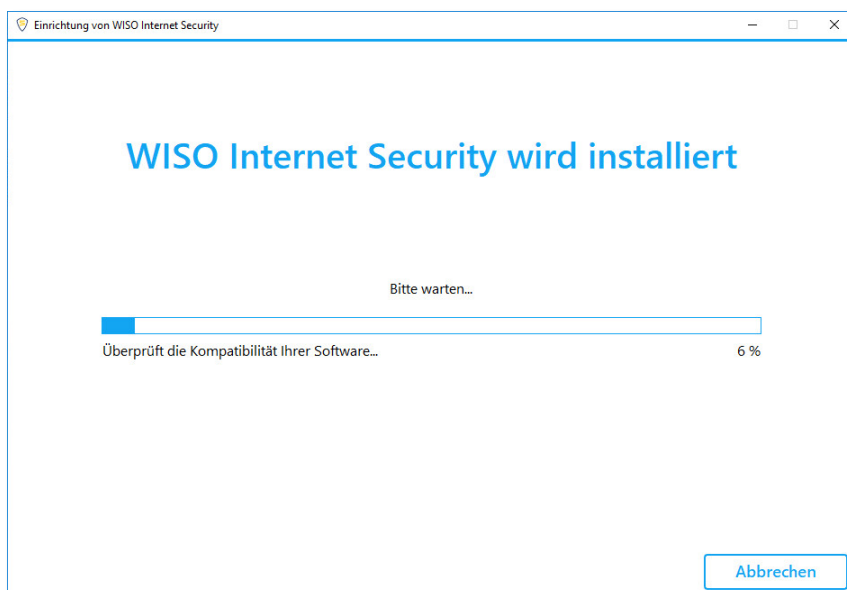 Einrichtung von WISO Internet Security
WISO Internet Security wird installiert
Bitte warten...
Überprüft die Kompatibilität Ihrer Software...
6 %
Abbrechen